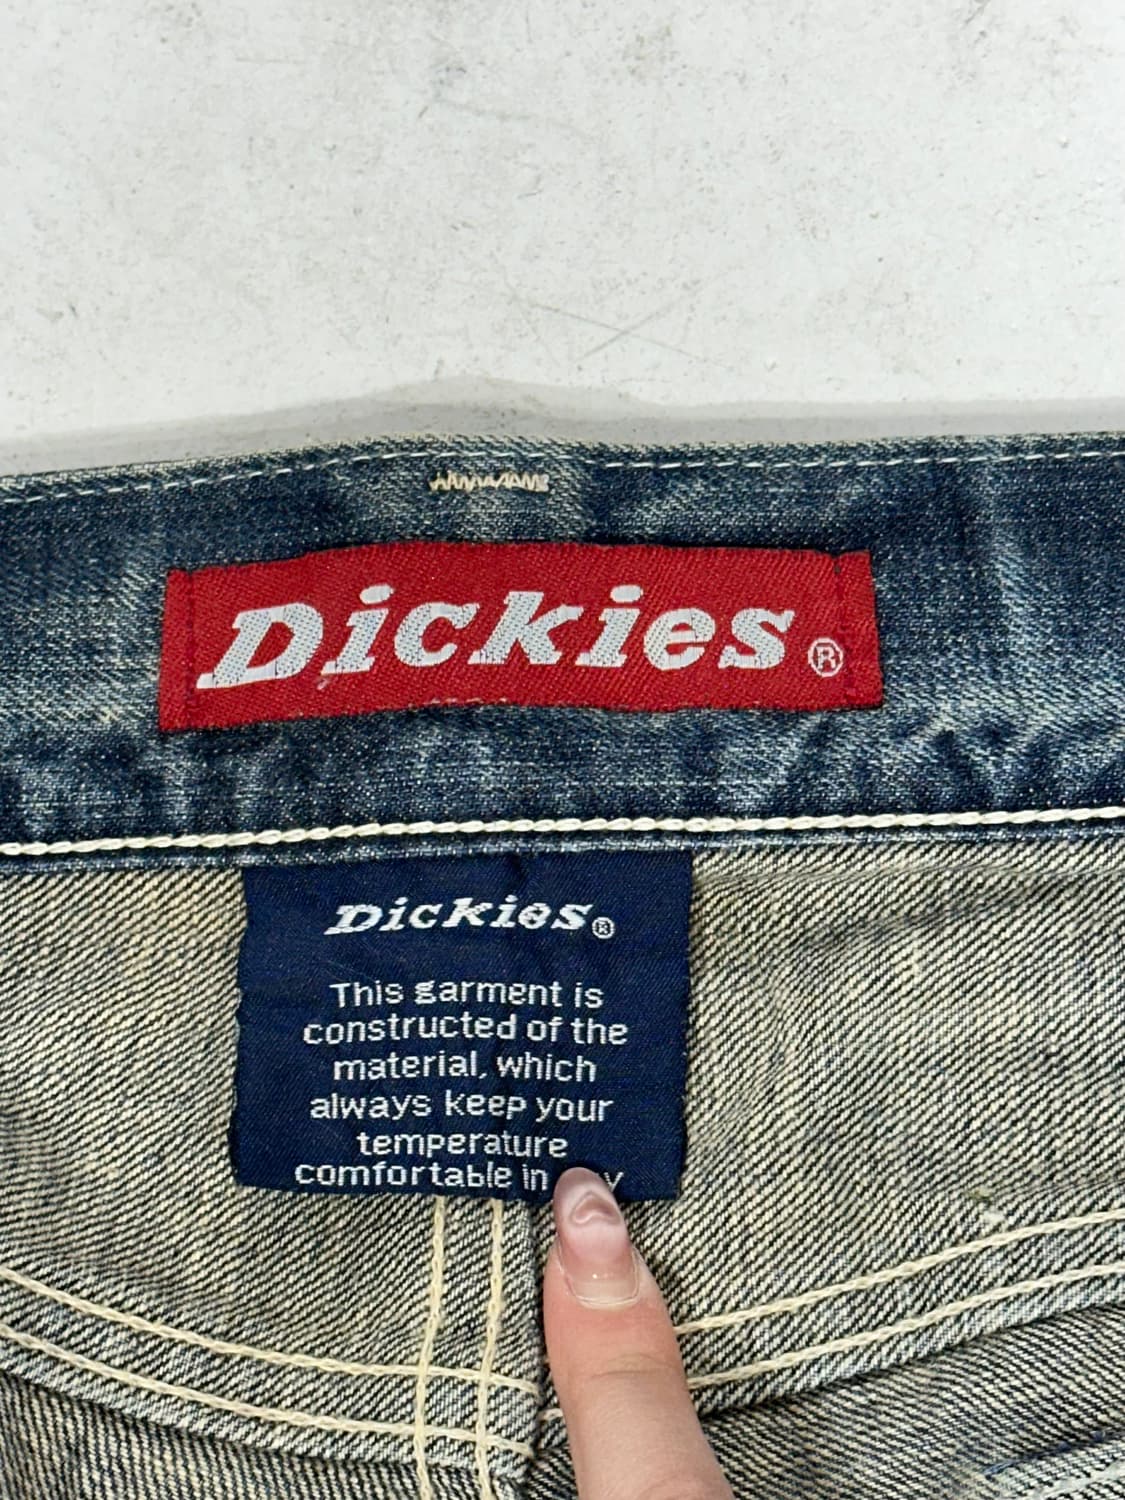 Dickies®
Dickies®
This garment is
constructed of the
material, which
always keep your
temperature
comfortable in